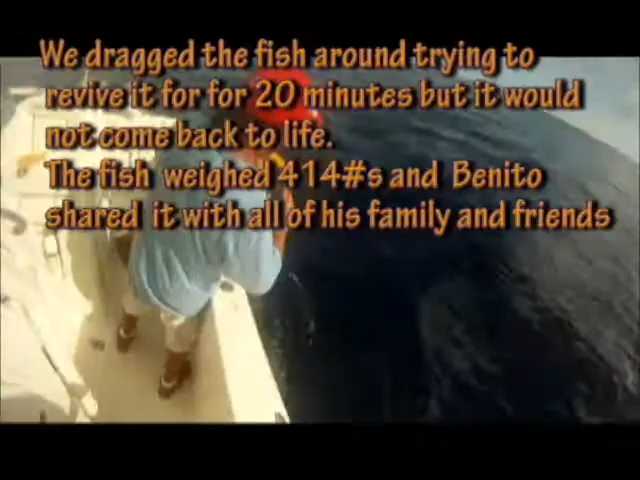 We dragged the fish around trying to
revive it for for 20 minutes but it would
not come back to life.
The fish weighed 414#s and Benito
shared it with all of his family and friends